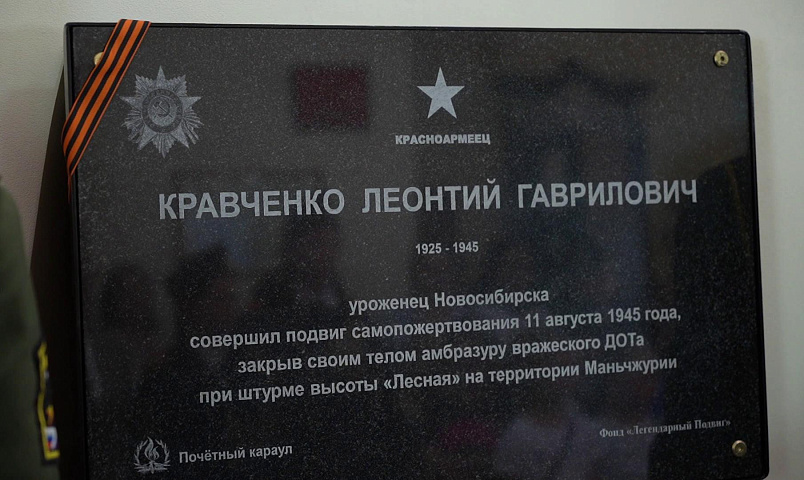 КРАСНОАРМЕЕЦ
КРАВЧЕНКО ЛЕОНТИЙ ГАВРИЛОВИЧ
1925 - 1945
уроженец Новосибирска
совершил подвиг самопожертвования 11 августа 1945 года,
закрыв своим телом амбразуру вражеского ДОТа
при штурме высоты «Лесная» на территории Маньчжурии
Почётный караул
Фонд «Легендарный Подвиг»